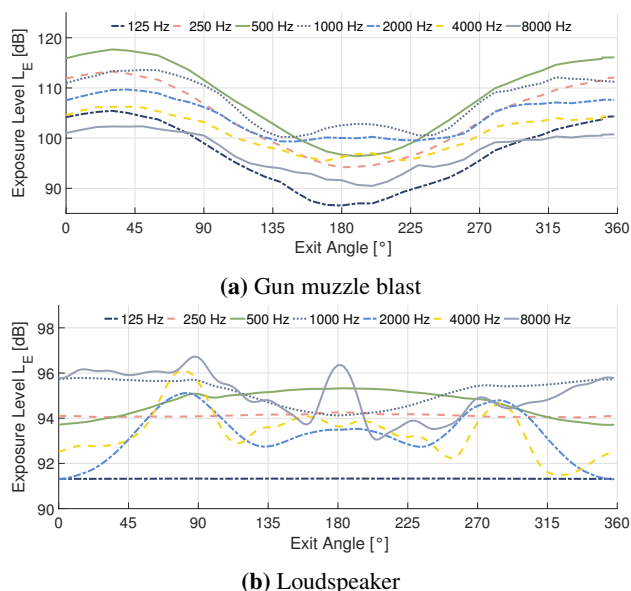 125 Hz 250 Hz 500 Hz 1000 Hz 2000 Hz 4000 Hz 8000 Hz
Exposure Level L_E [dB]
120
110
100
90
0 45 90 135 180 225 270 315 360
Exit Angle [°]
(a) Gun muzzle blast
125 Hz 250 Hz 500 Hz 1000 Hz 2000 Hz 4000 Hz 8000 Hz
Exposure Level L_E [dB]
98
96
94
91
90
0 45 90 135 180 225 270 315 360
Exit Angle [°]
(b) Loudspeaker